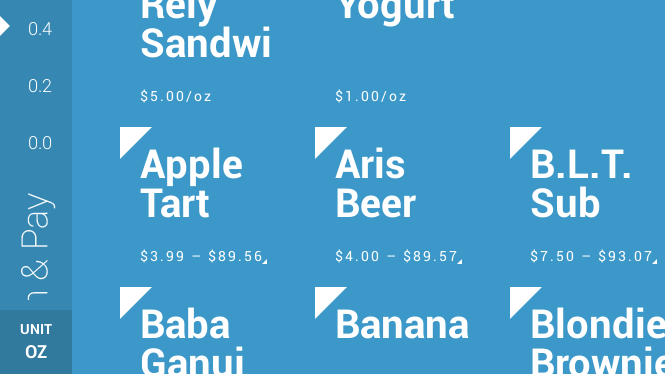 0.4
0.2
0.0
& Pay
UNIT
OZ
Rely
Sandwi
$5.00/oz
Yogurt
$1.00/oz
Apple
Tart
$3.99 – $89.56
Aris
Beer
$4.00 – $89.57
B.L.T.
Sub
$7.50 – $93.07
Baba
Ganuj
Banana
Blondie
Brownie